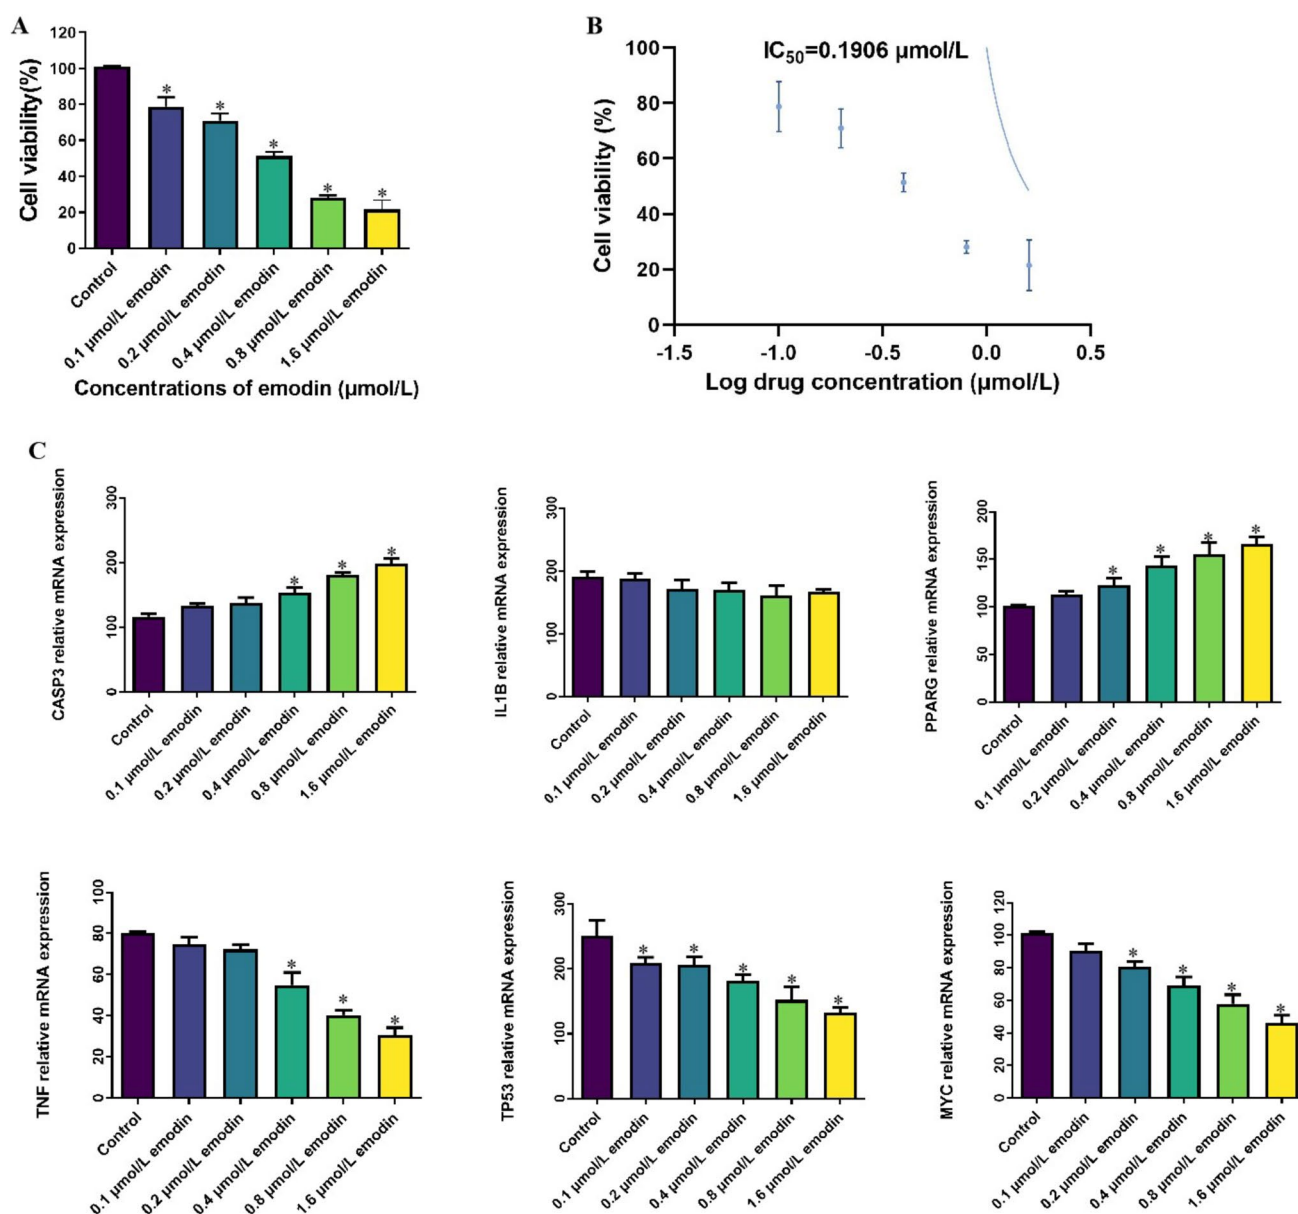 A
Cell viability(%)
120
100
80
60
40
20
0
* * * * *
Control
0.1 µmol/L emodin
0.2 µmol/L emodin
0.4 µmol/L emodin
0.8 µmol/L emodin
1.6 µmol/L emodin
Concentrations of emodin (µmol/L)
B
IC50=0.1906 µmol/L
Cell viability (%)
100
80
60
40
20
0
-1.5 -1.0 -0.5 0.0 0.5
Log drug concentration (µmol/L)
C
CASP3 relative mRNA expression
300
200
100
0
* * *
Control
0.1 µmol/L emodin
0.2 µmol/L emodin
0.4 µmol/L emodin
0.8 µmol/L emodin
1.6 µmol/L emodin
IL1B relative mRNA expression
300
200
100
0
Control
0.1 µmol/L emodin
0.2 µmol/L emodin
0.4 µmol/L emodin
0.8 µmol/L emodin
1.6 µmol/L emodin
PPARG relative mRNA expression
200
150
100
50
0
* * * *
Control
0.1 µmol/L emodin
0.2 µmol/L emodin
0.4 µmol/L emodin
0.8 µmol/L emodin
1.6 µmol/L emodin
TNF relative mRNA expression
100
80
60
40
20
0
* * *
Control
0.1 µmol/L emodin
0.2 µmol/L emodin
0.4 µmol/L emodin
0.8 µmol/L emodin
1.6 µmol/L emodin
TP53 relative mRNA expression
300
200
100
0
* * * * *
Control
0.1 µmol/L emodin
0.2 µmol/L emodin
0.4 µmol/L emodin
0.8 µmol/L emodin
1.6 µmol/L emodin
MYC relative mRNA expression
120
100
80
60
40
20
0
* * * *
Control
0.1 µmol/L emodin
0.2 µmol/L emodin
0.4 µmol/L emodin
0.8 µmol/L emodin
1.6 µmol/L emodin